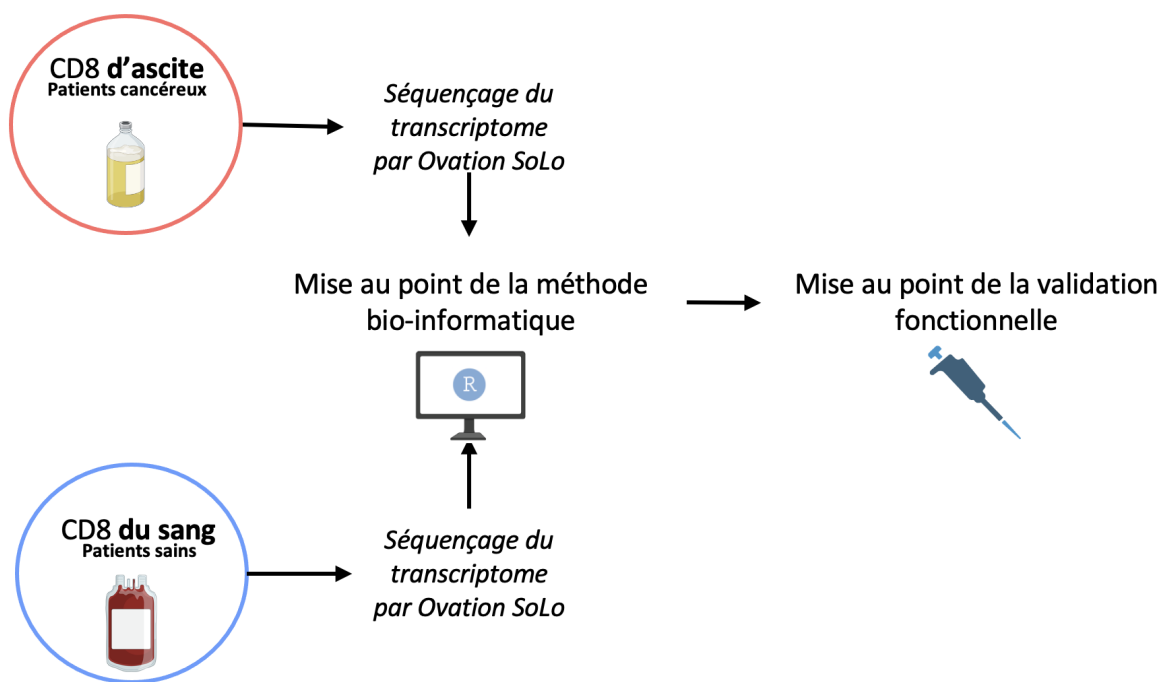 CD8 d'ascite
Patients cancéreux
Séquençage du
transcriptome
par Ovation SoLo
Mise au point de la méthode
bio-informatique
R
Mise au point de la validation
fonctionnelle
CD8 du sang
Patients sains
Séquençage du
transcriptome
par Ovation SoLo